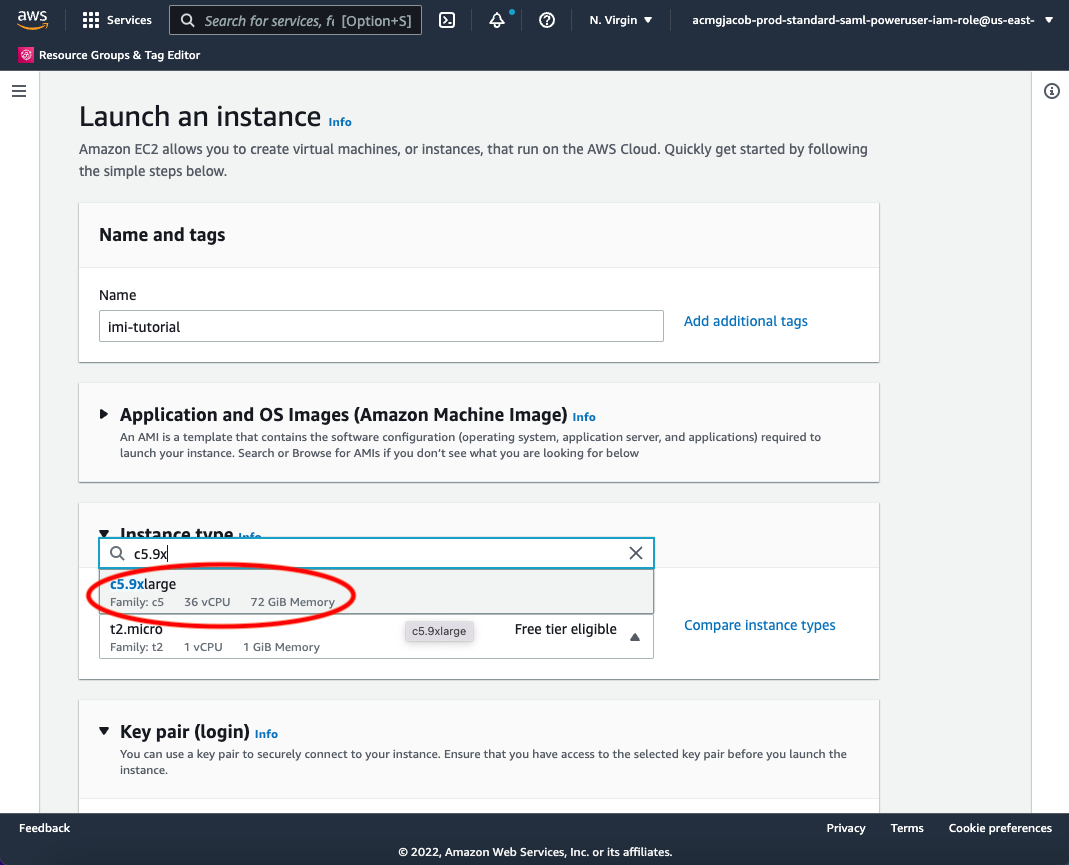 aws
Services
Search for services, f [Option+S]
N. Virgin
acmgjacob-prod-standard-saml-poweruser-iam-role@us-east-
Resource Groups & Tag Editor
Launch an instance Info
Amazon EC2 allows you to create virtual machines, or instances, that run on the AWS Cloud. Quickly get started by following
the simple steps below.
Name and tags
Name
imi-tutorial
Add additional tags
Application and OS Images (Amazon Machine Image) Info
An AMI is a template that contains the software configuration (operating system, application server, and applications) required to
launch your instance. Search or Browse for AMIs if you don't see what you are looking for below
Instance type Info
c5.9x
c5.9xlarge
Family: c5 36 vCPU 72 GiB Memory
t2.micro
Family: t2 1 vCPU 1 GiB Memory
c5.9xlarge
Free tier eligible
Compare instance types
Key pair (login) Info
You can use a key pair to securely connect to your instance. Ensure that you have access to the selected key pair before you launch the
instance.
Feedback
Privacy Terms Cookie preferences
© 2022, Amazon Web Services, Inc. or its affiliates.